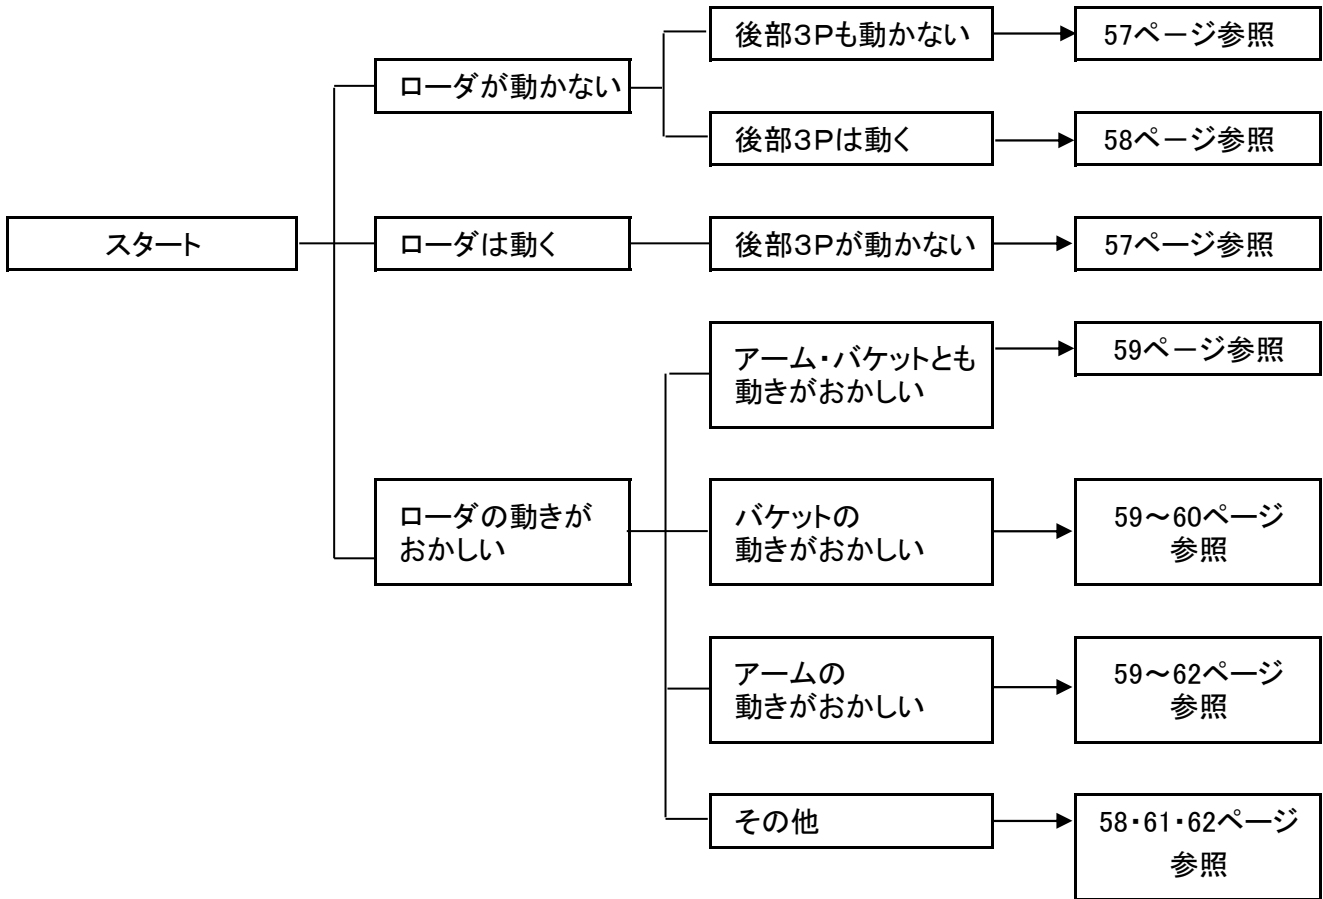 スタート
ローダが動かない
後部3Pも動かない
57ページ参照
後部3Pは動く
58ページ参照
ローダは動く
後部3Pが動かない
57ページ参照
ローダの動きが
おかしい
アーム・バケットとも
動きがおかしい
59ページ参照
バケットの
動きがおかしい
59～60ページ
参照
アームの
動きがおかしい
59～62ページ
参照
その他
58・61・62ページ
参照